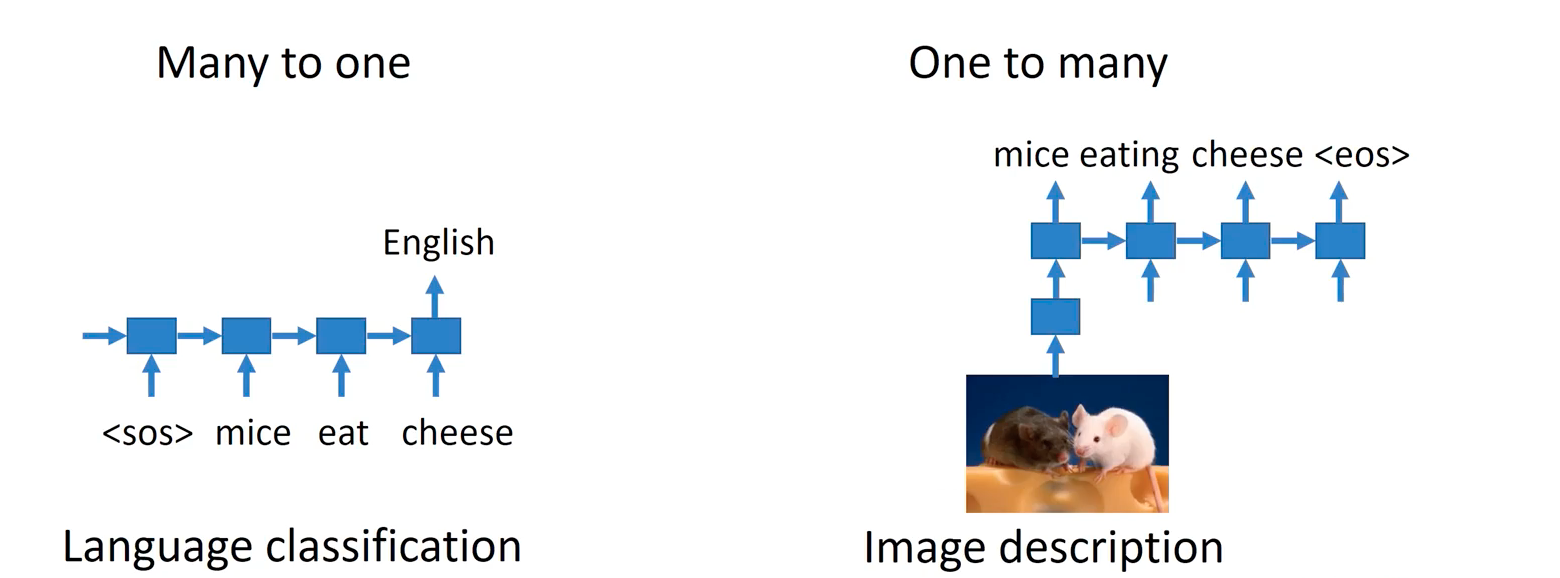 Many to one
One to many
mice eating cheese <eos>
English
<sos> mice eat cheese
Language classification
Image description